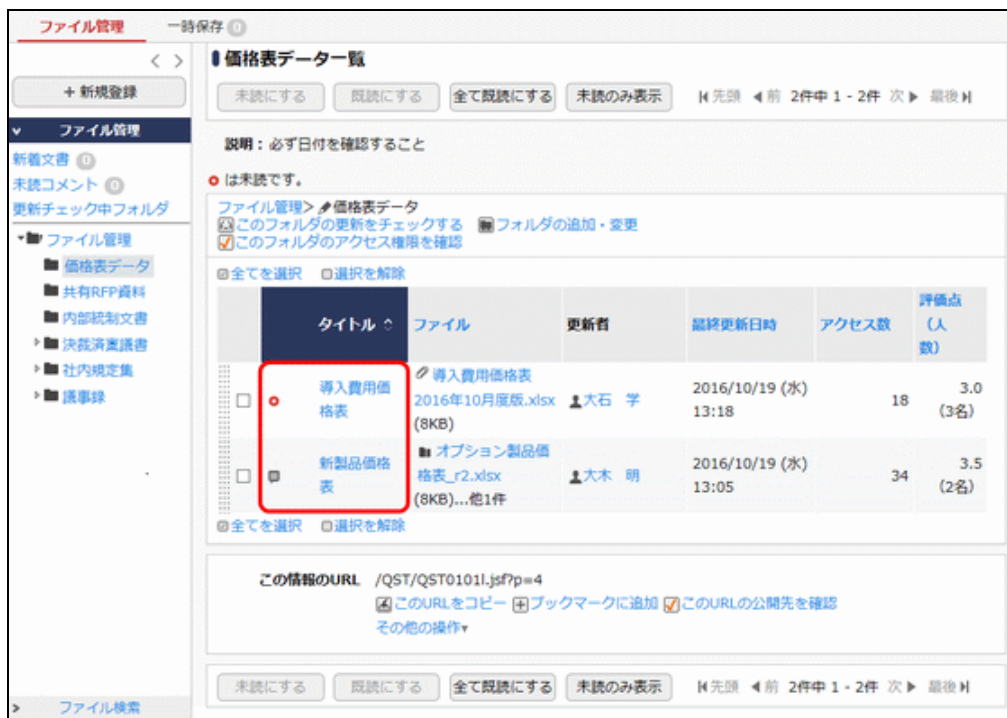 ファイル管理 一時保存 0
+ 新規登録
ファイル管理
新着文書 0
未読コメント 0
更新チェック中フォルダ
ファイル管理
価格表データ
共有RFP資料
内部統制文書
決裁済稟議書
社内規定集
議事録
ファイル検索
価格表データ一覧
未読にする 既読にする 全て既読にする 未読のみ表示 先頭 前 2件中 1 - 2件 次 最後
説明：必ず日付を確認すること
は未読です。
ファイル管理> 価格表データ
このフォルダの更新をチェックする フォルダの追加・変更
このフォルダのアクセス権限を確認
全てを選択 選択を解除
タイトル ファイル 更新者 最終更新日時 アクセス数 評価点
(人
数)
導入費用価
格表
導入費用価格表
2016年10月度版.xlsx
(8KB)
大石 学
2016/10/19 (水)
13:18
18
3.0
(3名)
新製品価格
表
オプション製品価
格表_r2.xlsx
(8KB)...他1件
大木 明
2016/10/19 (水)
13:05
34
3.5
(2名)
全てを選択 選択を解除
この情報のURL /QST/QST0101l.jsf?p=4
このURLをコピー ブックマークに追加 このURLの公開先を確認
その他の操作▾
未読にする 既読にする 全て既読にする 未読のみ表示 先頭 前 2件中 1 - 2件 次 最後